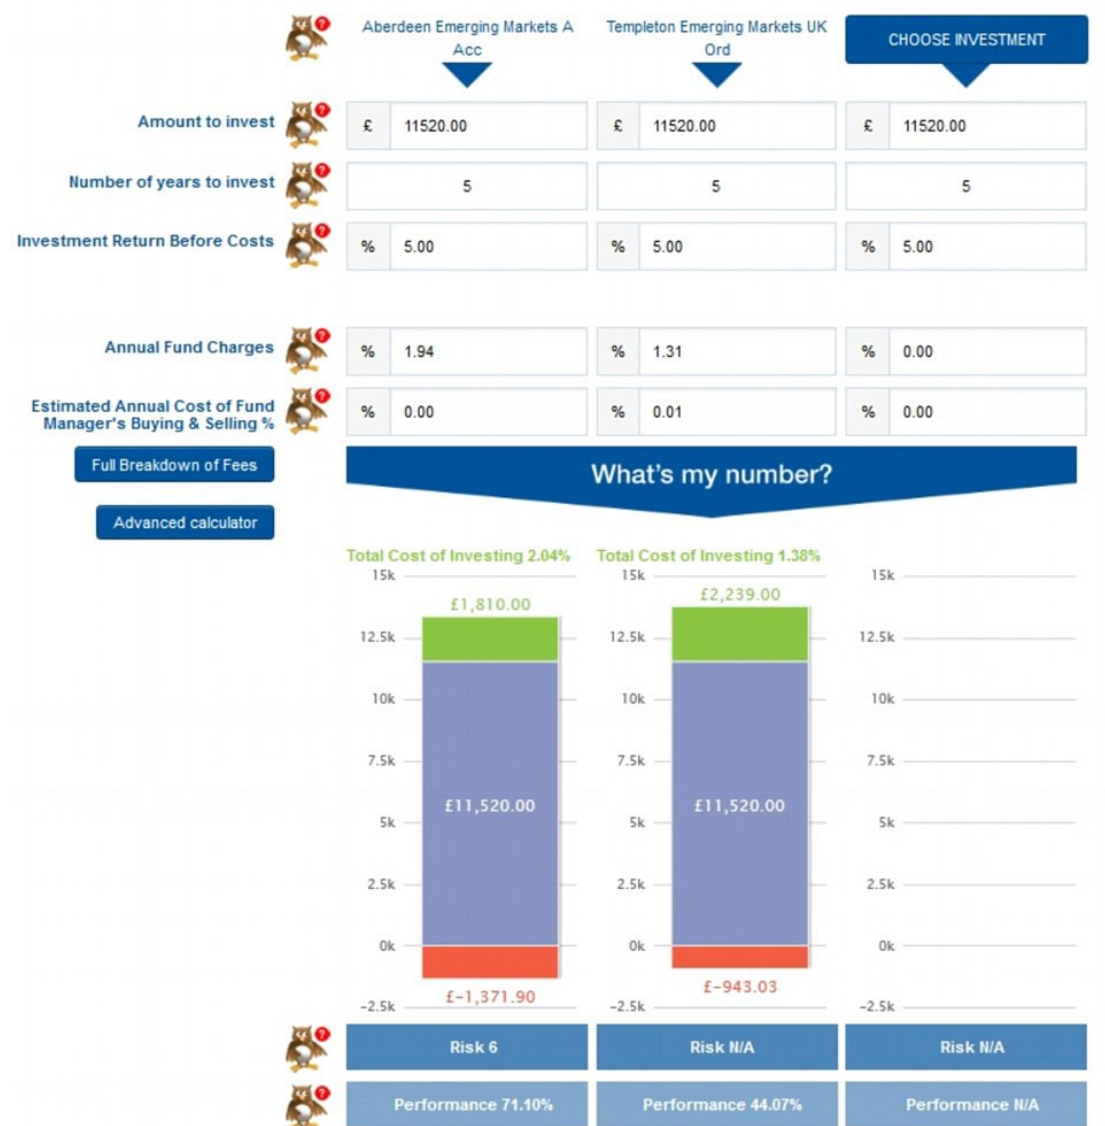 Aberdeen Emerging Markets A
Acc
Templeton Emerging Markets UK
Ord
CHOOSE INVESTMENT
Amount to invest
£ 11520.00
£ 11520.00
£ 11520.00
Number of years to invest
5
5
5
Investment Return Before Costs
% 5.00
% 5.00
% 5.00
Annual Fund Charges
% 1.94
% 1.31
% 0.00
Estimated Annual Cost of Fund
Manager's Buying & Selling %
% 0.00
% 0.01
% 0.00
Full Breakdown of Fees
What's my number?
Advanced calculator
Total Cost of Investing 2.04%
15k
£1,810.00
12.5k
10k
7.5k
£11,520.00
5k
2.5k
0k
£-1,371.90
-2.5k
Total Cost of Investing 1.38%
15k
£2,239.00
12.5k
10k
7.5k
£11,520.00
5k
2.5k
0k
£-943.03
-2.5k
15k
12.5k
10k
7.5k
5k
2.5k
0k
-2.5k
Risk 6
Risk N/A
Risk N/A
Performance 71.10%
Performance 44.07%
Performance N/A